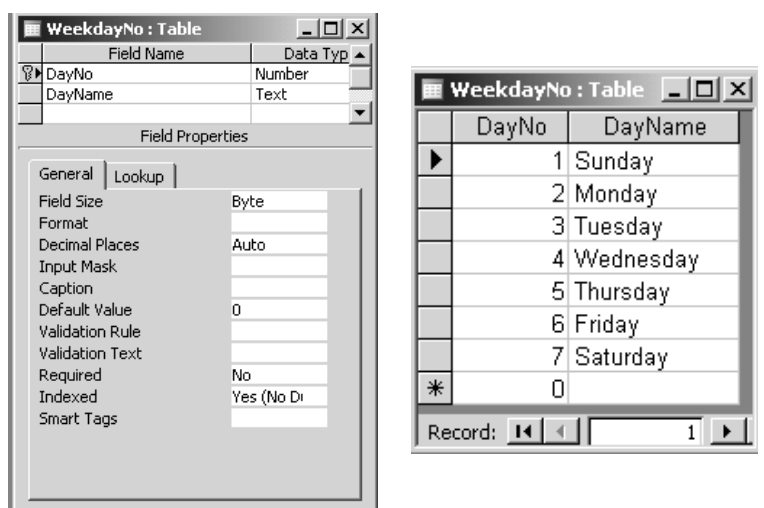 WeekdayNo : Table
Field Name Data Typ
DayNo Number
DayName Text
Field Properties
General Lookup
Field Size Byte
Format
Decimal Places Auto
Input Mask
Caption
Default Value 0
Validation Rule
Validation Text
Required No
Indexed Yes (No D
Smart Tags
WeekdayNo : Table
DayNo DayName
1 Sunday
2 Monday
3 Tuesday
4 Wednesday
5 Thursday
6 Friday
7 Saturday
* 0
Record: 1